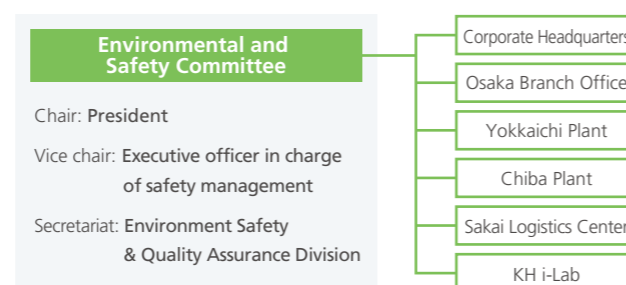 Environmental and
Safety Committee
Chair: President
Vice chair: Executive officer in charge
of safety management
Secretariat: Environment Safety
& Quality Assurance Division
Corporate Headquarters
Osaka Branch Office
Yokkaichi Plant
Chiba Plant
Sakai Logistics Center
KH i-Lab